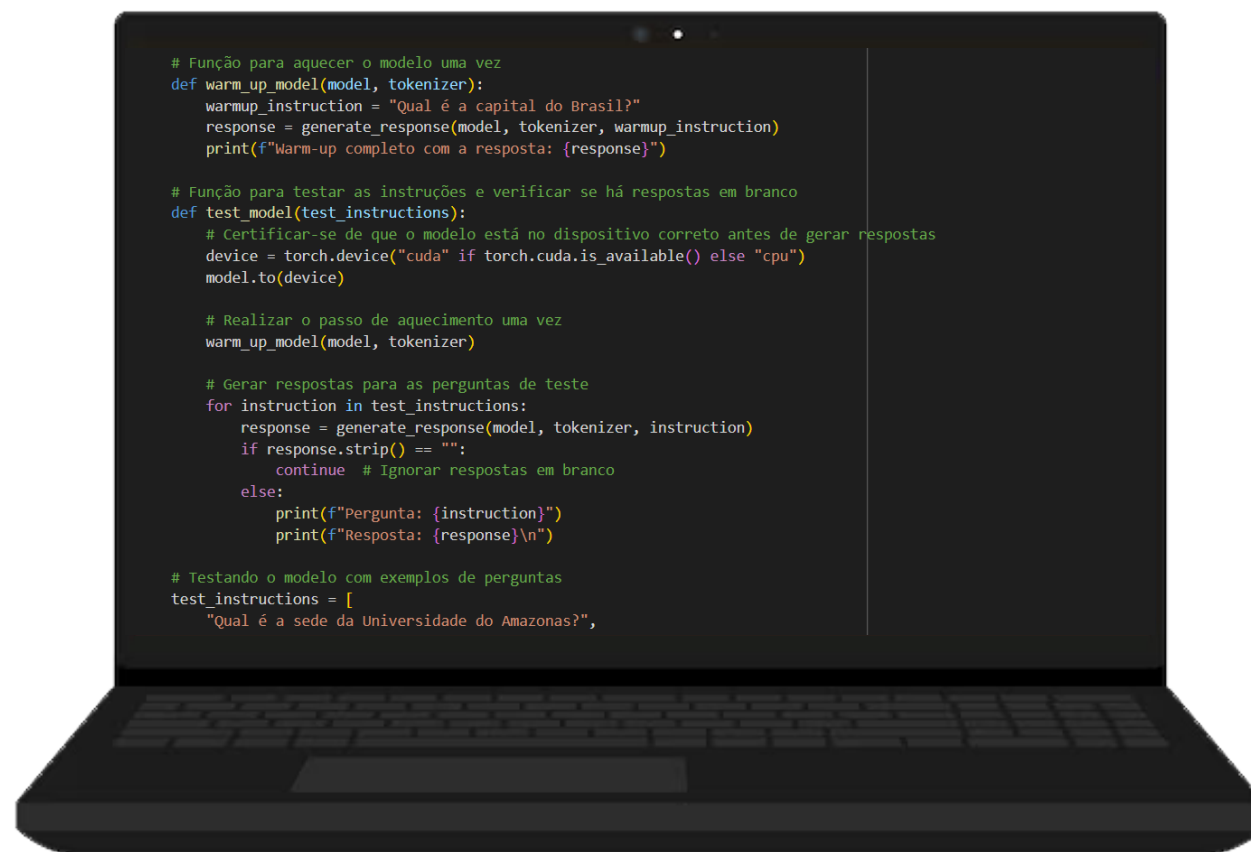 # Função para aquecer o modelo uma vez
def warm_up_model(model, tokenizer):
    warmup_instruction = "Qual é a capital do Brasil?"
    response = generate_response(model, tokenizer, warmup_instruction)
    print(f"Warm-up completo com a resposta: {response}")

# Função para testar as instruções e verificar se há respostas em branco
def test_model(test_instructions):
    # Certificar-se de que o modelo está no dispositivo correto antes de gerar respostas
    device = torch.device("cuda" if torch.cuda.is_available() else "cpu")
    model.to(device)

    # Realizar o passo de aquecimento uma vez
    warm_up_model(model, tokenizer)

    # Gerar respostas para as perguntas de teste
    for instruction in test_instructions:
        response = generate_response(model, tokenizer, instruction)
        if response.strip() == "":
            continue  # Ignorar respostas em branco
        else:
            print(f"Pergunta: {instruction}")
            print(f"Resposta: {response}\n")

# Testando o modelo com exemplos de perguntas
test_instructions = [
    "Qual é a sede da Universidade do Amazonas?",